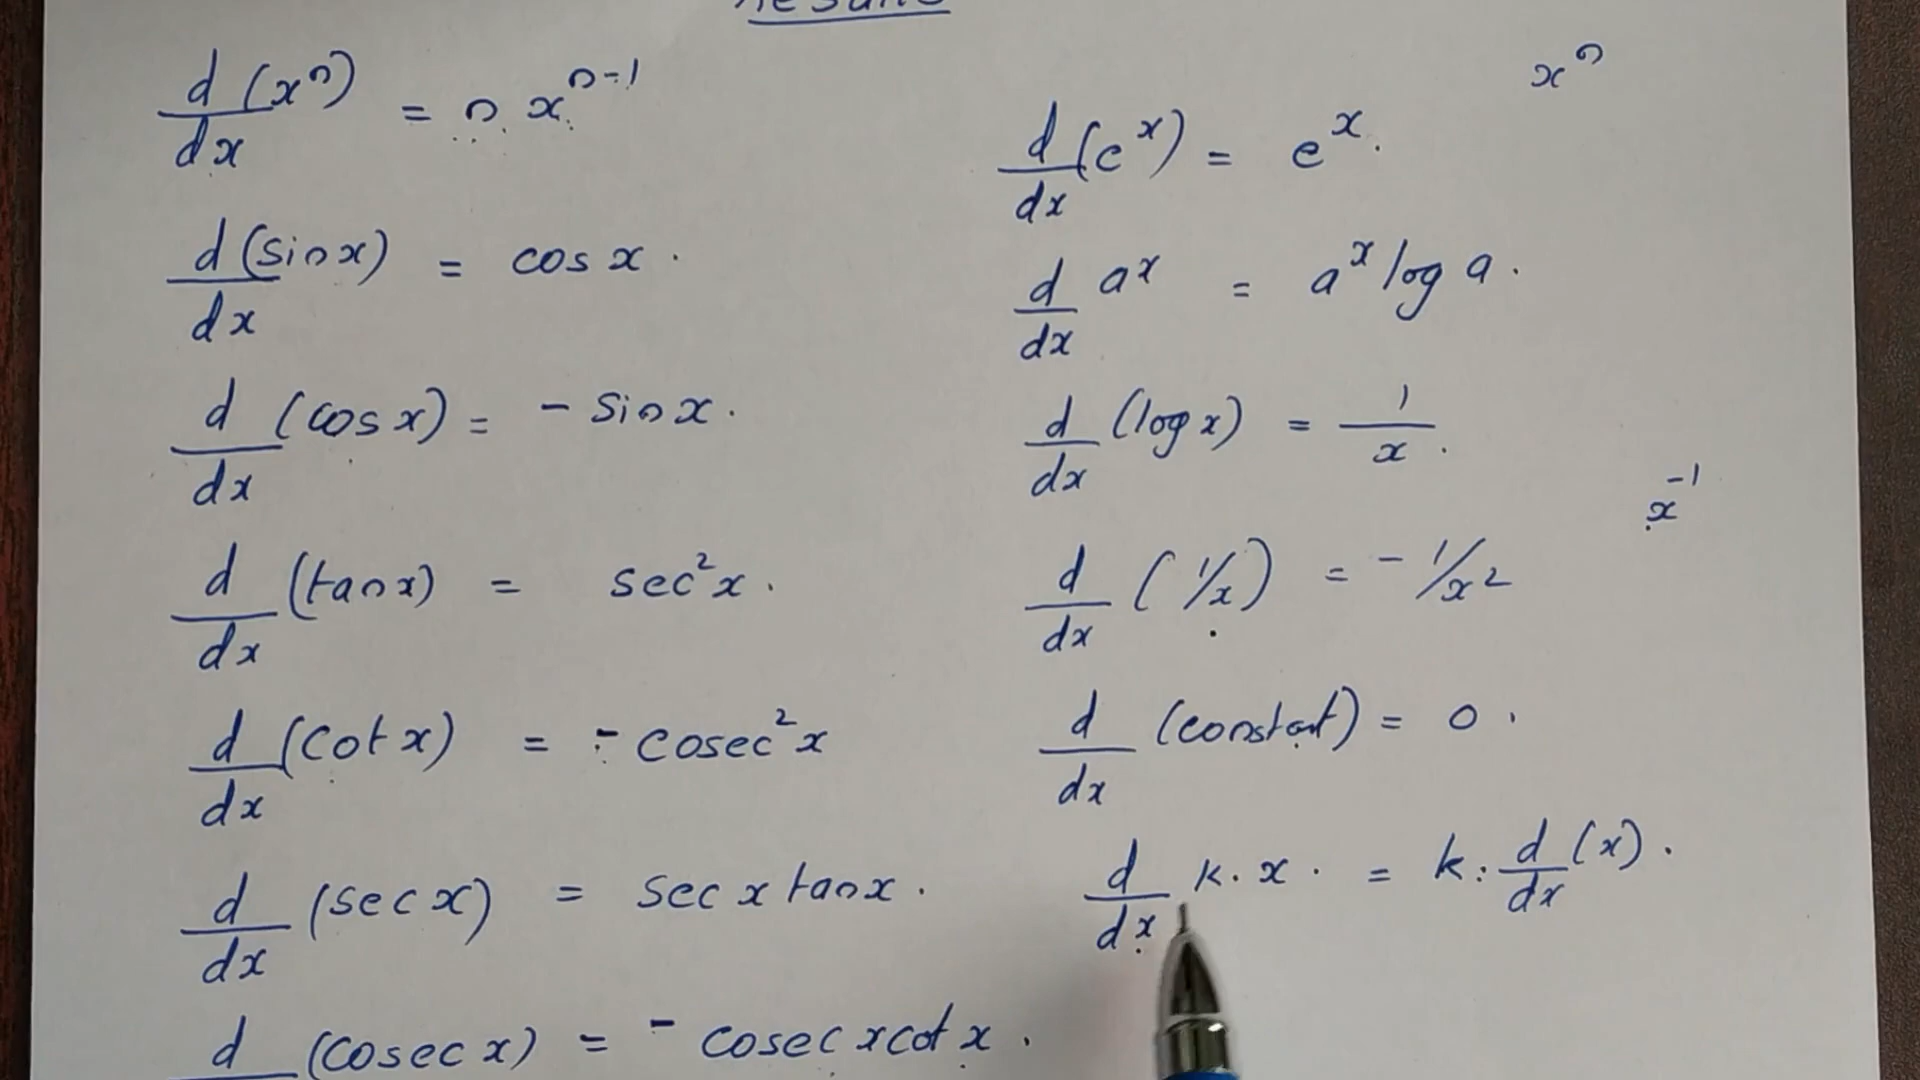 d/dx (xⁿ) = n. xⁿ⁻¹
d/dx (sin x) = cos x.
d/dx (cos x) = - sin x.
d/dx (tan x) = sec²x.
d/dx (cot x) = - cosec²x
d/dx (sec x) = sec x tan x.
d (cosec x) = - cosec x cot x.
xⁿ
d/dx (eˣ) = eˣ.
d/dx aˣ = aˣ log a.
d/dx (log x) = 1/x.
x⁻¹
d/dx (1/x) = - 1/x²
d/dx (constant) = 0.
d/dx k. x. = k. d/dx (x).